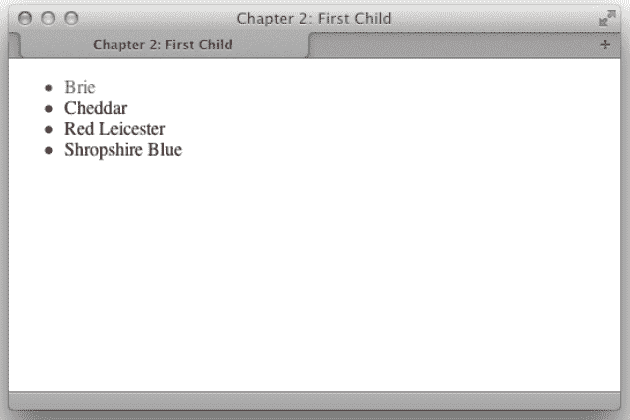 Chapter 2: First Child
Chapter 2: First Child
Brie
Cheddar
Red Leicester
Shropshire Blue